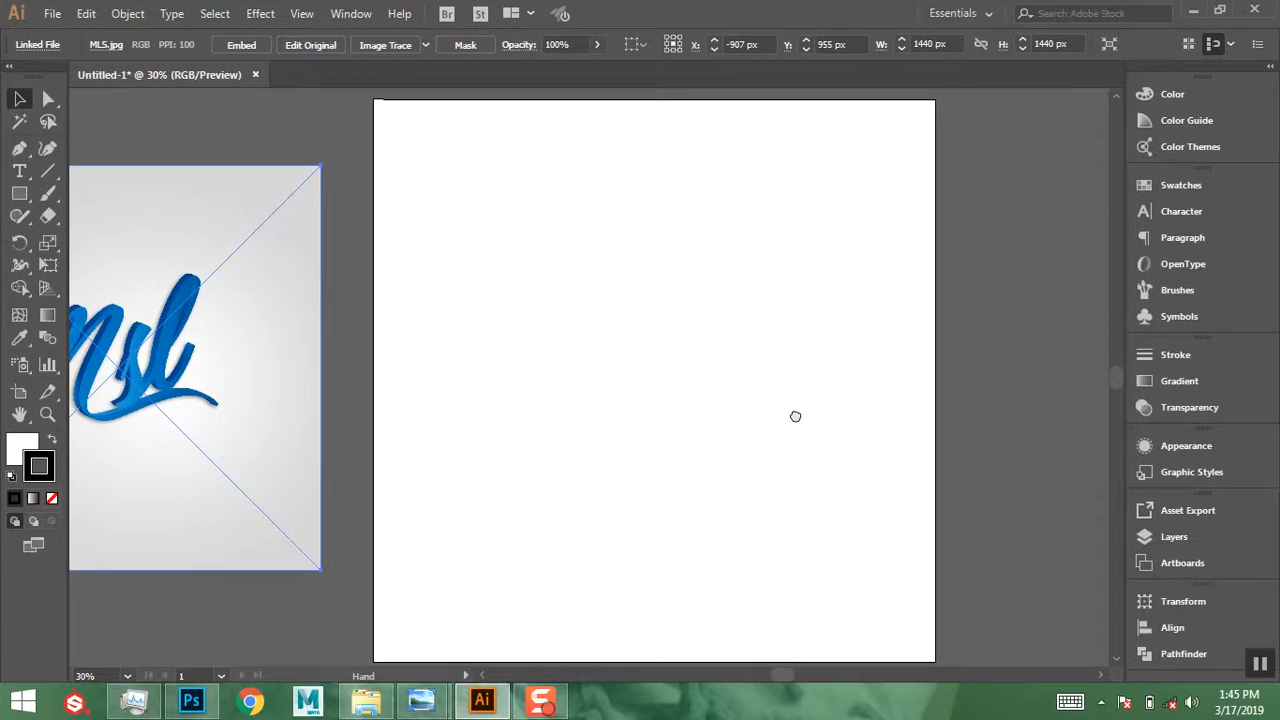 Ai File Edit Object Type Select Effect View Window Help Br St Essentials Search Adobe Stock
Linked File MLS.jpg RGB PPI: 100 Embed Edit Original Image Trace Mask Opacity: 100% X: -907 px Y: 955 px W: 1440 px H: 1440 px
Untitled-1* @ 30% (RGB/Preview)
Color
Color Guide
Color Themes
Swatches
Character
Paragraph
OpenType
Brushes
Symbols
Stroke
Gradient
Transparency
Appearance
Graphic Styles
Asset Export
Layers
Artboards
Transform
Align
Pathfinder
30% 1 Hand
Ps MAYA Ai S
1:45 PM
3/17/2019